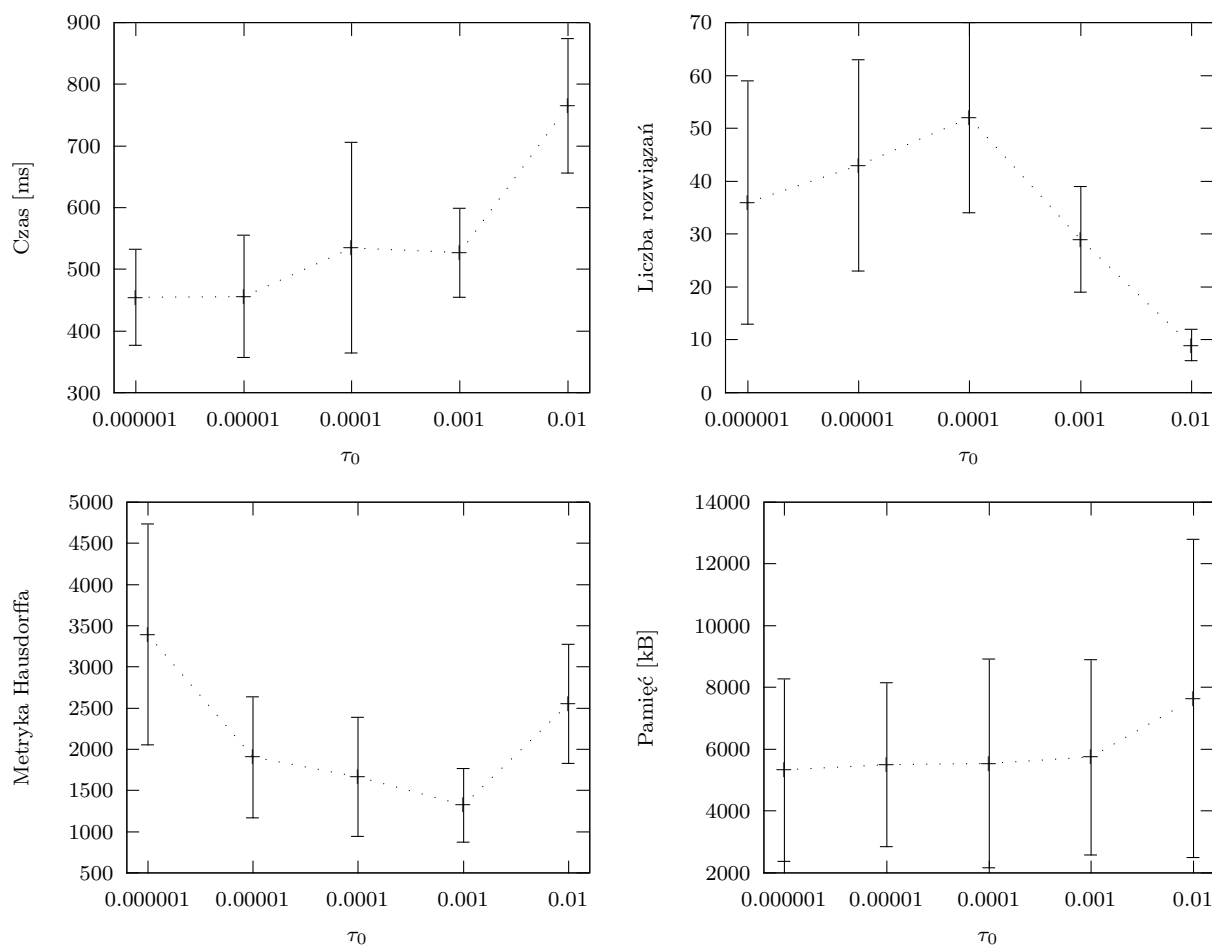 900
800
700
600
500
400
300
Czas [ms]
0.000001 0.00001 0.0001 0.001 0.01
τ0
70
60
50
40
30
20
10
0
Liczba rozwiązań
0.000001 0.00001 0.0001 0.001 0.01
τ0
5000
4500
4000
3500
3000
2500
2000
1500
1000
500
Metryka Hausdorffa
0.000001 0.00001 0.0001 0.001 0.01
τ0
14000
12000
10000
8000
6000
4000
2000
Pamięć [kB]
0.000001 0.00001 0.0001 0.001 0.01
τ0